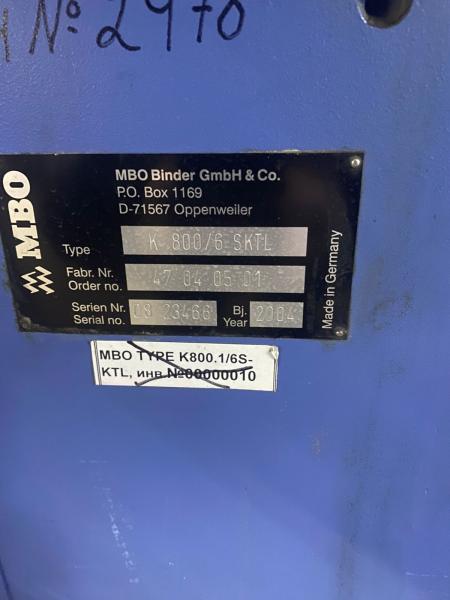 № 2970
MBO
MBO Binder GmbH & Co.
P.O. Box 1169
D-71567 Oppenweiler
Type K 800/6 SKTL
Fabr. Nr.
Order no. 47 04 05 01
Serien Nr. Bj.
Serial no. 08 23466 Year 2004
Made in Germany
MBO TYPE K800.1/6S-
KTL, инв №00000010